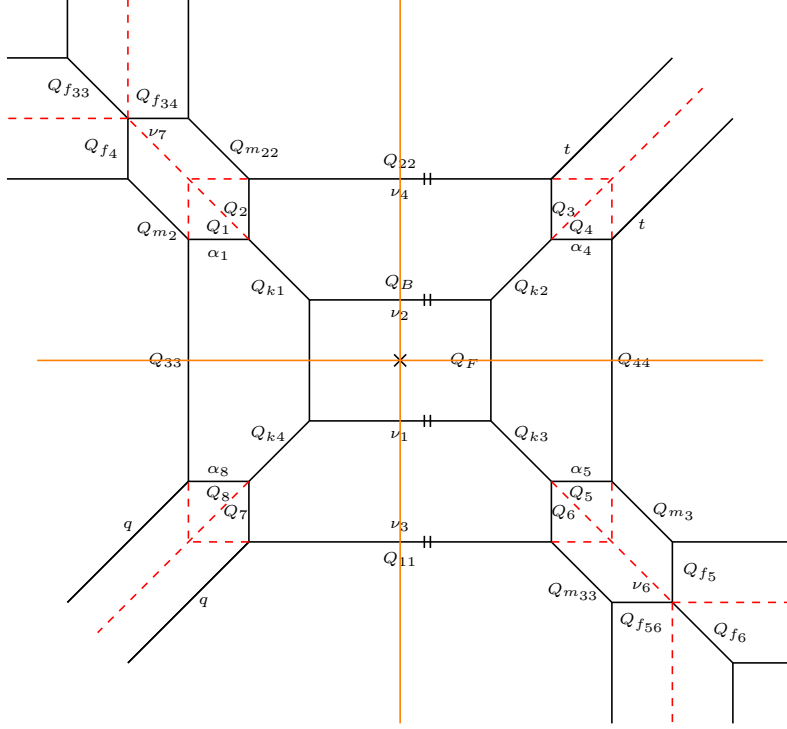 Q_{f_{33}} Q_{f_{34}}
ν_7
Q_{f_4} Q_{m_{22}}
Q_{22}
t
ν_4
Q_2 Q_3
Q_{m_2} Q_1 Q_4 t
α_1 α_4
Q_{k1} Q_B Q_{k2}
ν_2
Q_{33} Q_F Q_{44}
Q_{k4} ν_1 Q_{k3}
α_8 α_5
Q_8 Q_5
Q_7 Q_6 Q_{m_3}
q ν_3
Q_{11}
Q_{f_5}
q ν_6
Q_{m_{33}}
Q_{f_{56}} Q_{f_6}